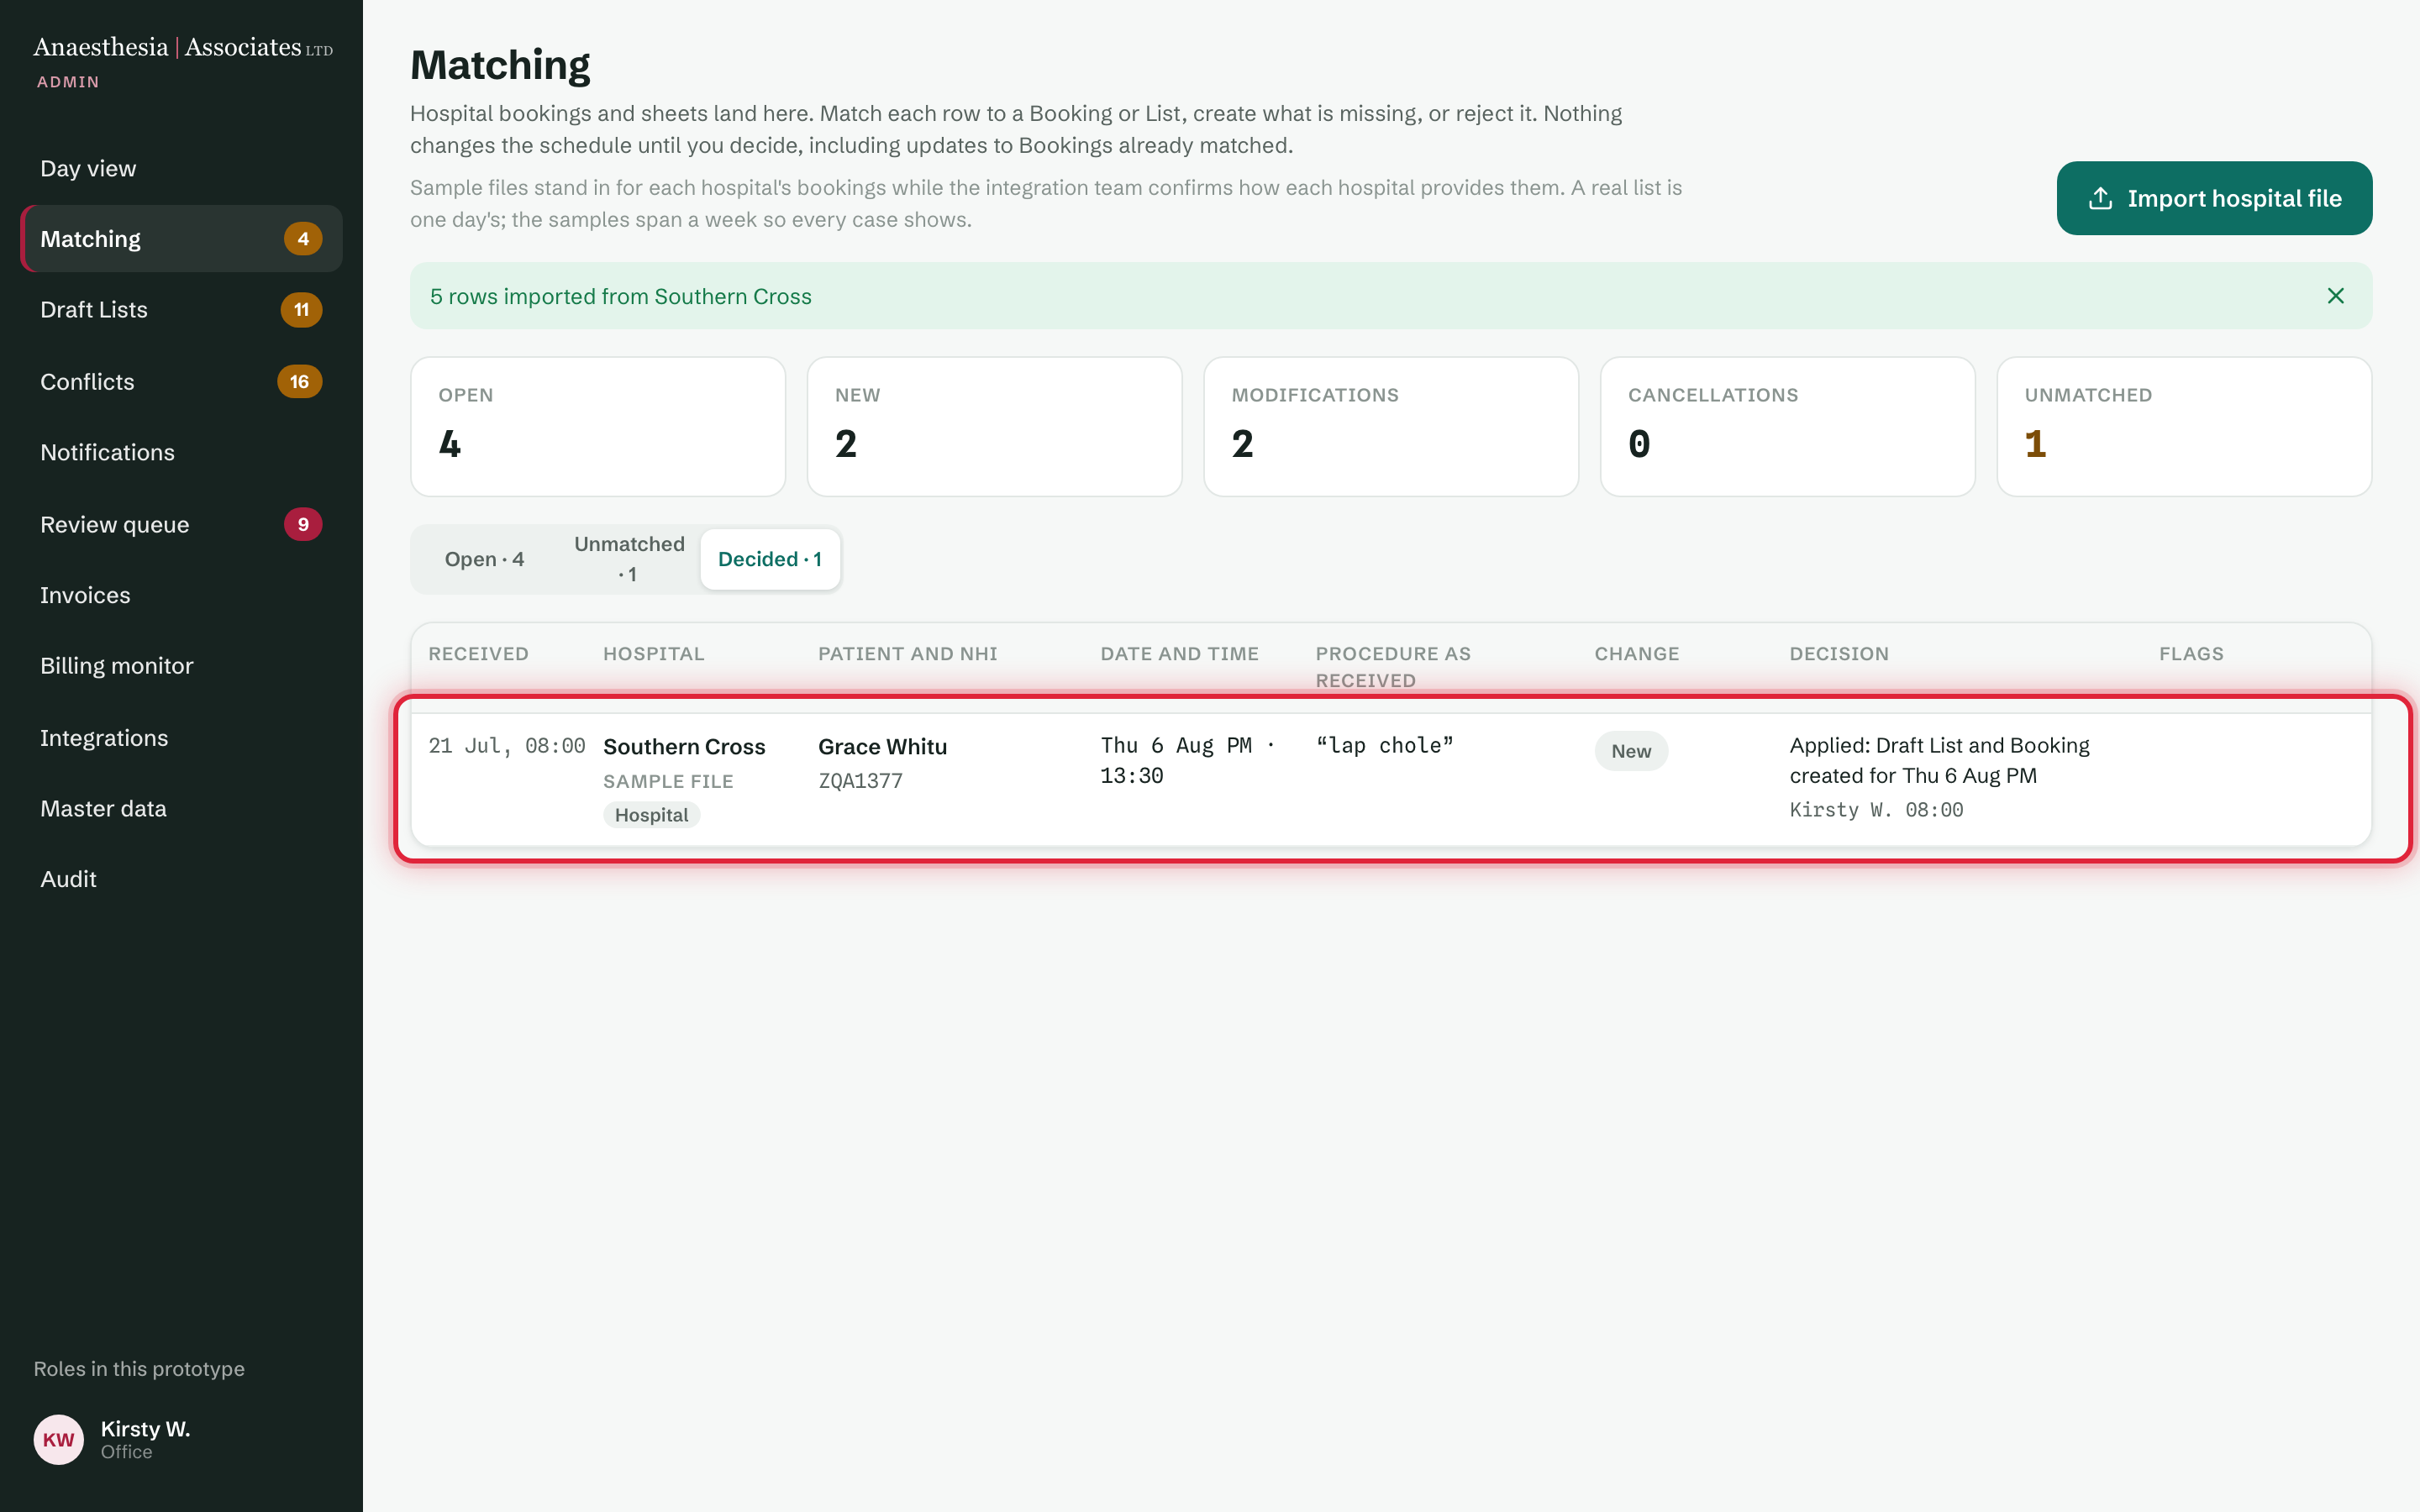 Anaesthesia | Associates LTD
ADMIN
Day view
Matching 4
Draft Lists 11
Conflicts 16
Notifications
Review queue 9
Invoices
Billing monitor
Integrations
Master data
Audit
Roles in this prototype
KW Kirsty W.
Office
Matching
Hospital bookings and sheets land here. Match each row to a Booking or List, create what is missing, or reject it. Nothing
changes the schedule until you decide, including updates to Bookings already matched.
Sample files stand in for each hospital's bookings while the integration team confirms how each hospital provides them. A real list is
one day's; the samples span a week so every case shows.
Import hospital file
5 rows imported from Southern Cross
OPEN
4
NEW
2
MODIFICATIONS
2
CANCELLATIONS
0
UNMATCHED
1
Open · 4
Unmatched
· 1
Decided · 1
RECEIVED HOSPITAL PATIENT AND NHI DATE AND TIME PROCEDURE AS CHANGE DECISION FLAGS
RECEIVED
21 Jul, 08:00 Southern Cross Grace Whitu Thu 6 Aug PM · “lap chole” New Applied: Draft List and Booking
SAMPLE FILE ZQA1377 13:30 created for Thu 6 Aug PM
Hospital Kirsty W. 08:00